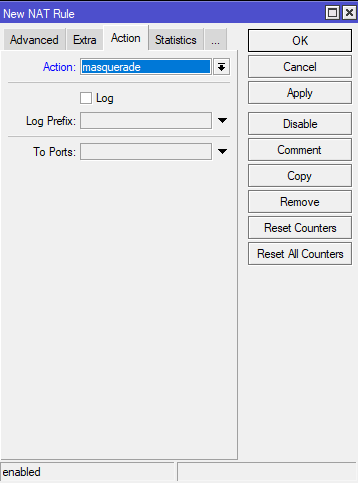 New NAT Rule
Advanced Extra Action Statistics ...
Action: masquerade
Log
Log Prefix:
To Ports:
OK
Cancel
Apply
Disable
Comment
Copy
Remove
Reset Counters
Reset All Counters
enabled